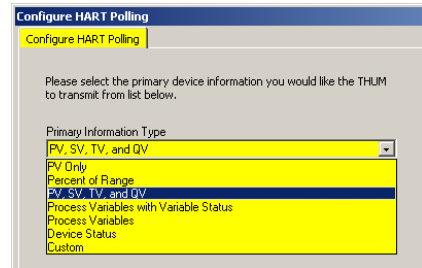 Configure HART Polling
Configure HART Polling
Please select the primary device information you would like the THUM
to transmit from list below.
Primary Information Type
PV, SV, TV, and QV
PV Only
Percent of Range
PV, SV, TV, and QV
Process Variables with Variable Status
Process Variables
Device Status
Custom